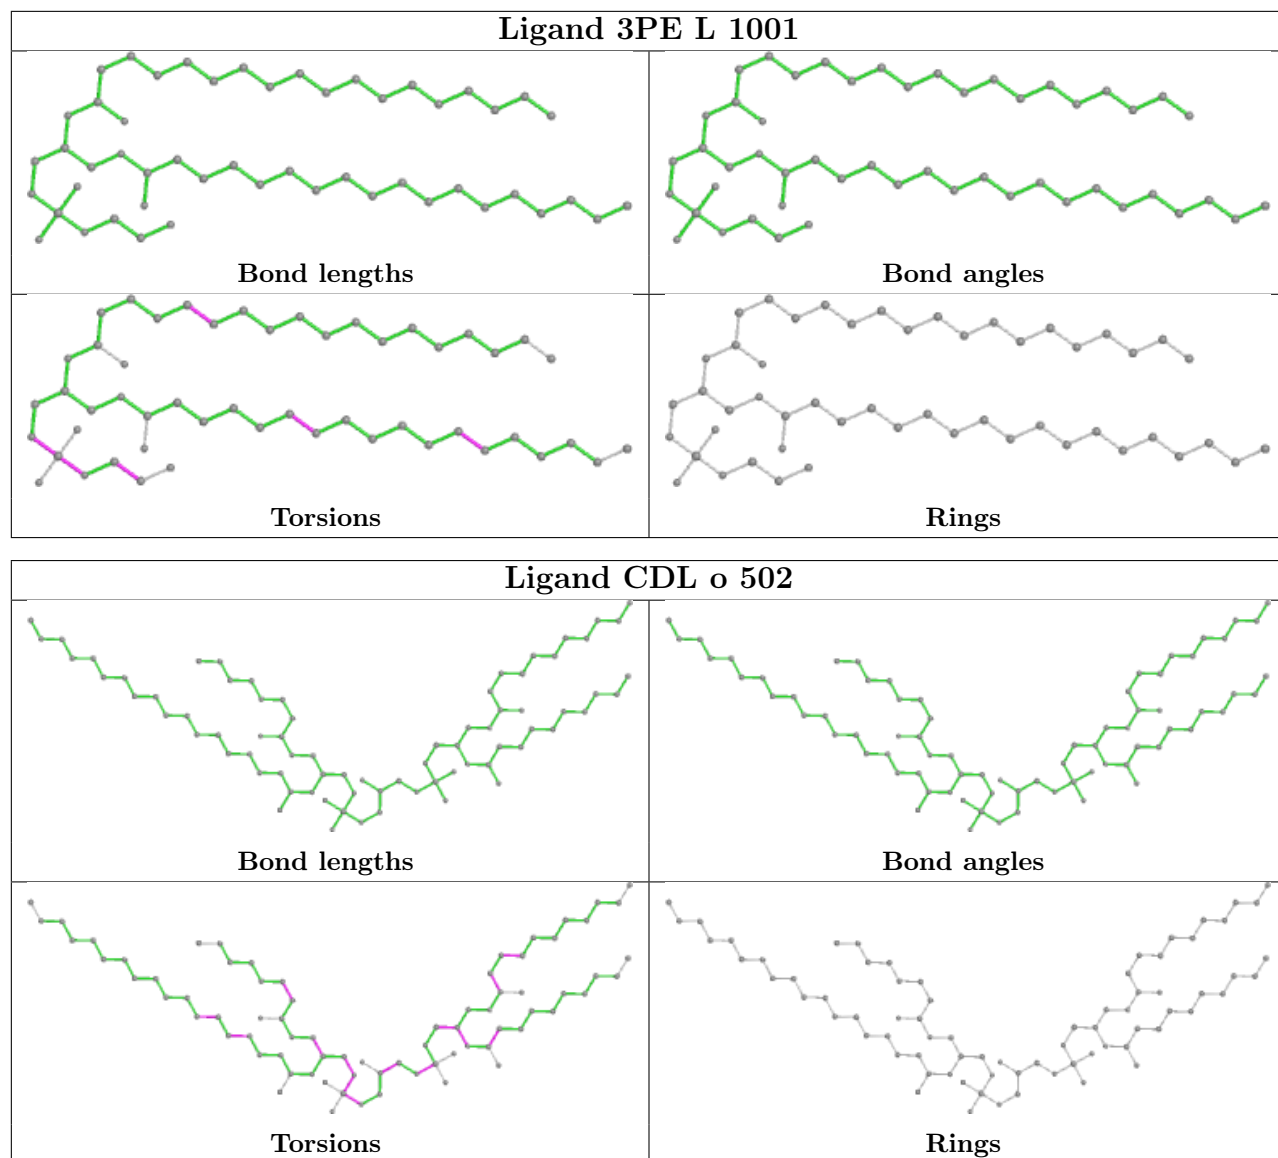 Ligand 3PE L 1001
Bond lengths
Bond angles
Torsions
Rings
Ligand CDL o 502
Bond lengths
Bond angles
Torsions
Rings